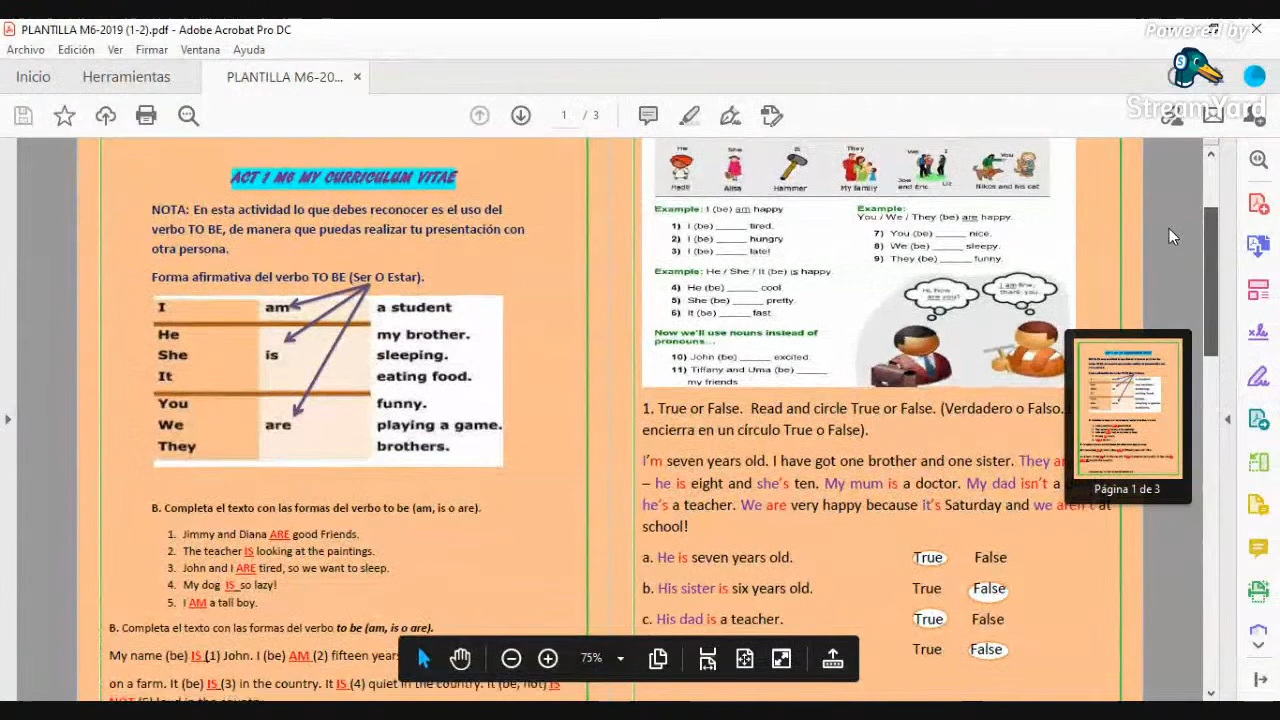 PLANTILLA M6-2019 (1-2).pdf - Adobe Acrobat Pro DC
Powered by
Archivo Edición Ver Firmar Ventana Ayuda
Inicio Herramientas PLANTILLA M6-20... ×
StreamYard
1 / 3
ACT 1 M6 MY CURRICULUM VITAE
NOTA: En esta actividad lo que debes reconocer es el uso del
verbo TO BE, de manera que puedas realizar tu presentación con
otra persona.
Forma afirmativa del verbo TO BE (Ser O Estar).
I am a student
He my brother.
She is sleeping.
It eating food.
You funny.
We are playing a game.
They brothers.
B. Completa el texto con las formas del verbo to be (am, is o are).
1. Jimmy and Diana ARE good Friends.
2. The teacher IS looking at the paintings.
3. John and I ARE tired, so we want to sleep.
4. My dog IS so lazy!
5. I AM a tall boy.
B. Completa el texto con las formas del verbo to be (am, is o are).
My name (be) IS (1) John. I (be) AM (2) fifteen years
on a farm. It (be) IS (3) in the country. It IS (4) quiet in the country. It (be, not) IS
He She It They We I You
Hedi Alisa Hammer My family Joe and Eric Liz Nikos and his cat
Example: I (be) am happy
1) I (be) ______ tired.
2) I (be) ______ hungry
3) I (be) ______ late!
Example: He / She / It (be) is happy
4) He (be) ______ cool
5) She (be) ______ pretty.
6) It (be) ______ fast
Now we'll use nouns instead of
pronouns...
10) John (be) ______ excited.
11) Tiffany and Uma (be) ______
my friends
Example:
You / We / They (be) are happy.
7) You (be) ______ nice.
8) We (be) ______ sleepy.
9) They (be) ______ funny.
Hi, how
are you?
I am fine,
thank you.
1. True or False. Read and circle True or False. (Verdadero o Falso.
encierra en un círculo True o False).
I'm seven years old. I have got one brother and one sister. They
– he is eight and she's ten. My mum is a doctor. My dad isn't a
he's a teacher. We are very happy because it's Saturday and we aren't at
school!
a. He is seven years old. True False
b. His sister is six years old. True False
c. His dad is a teacher. True False
True False
Página 1 de 3
75%